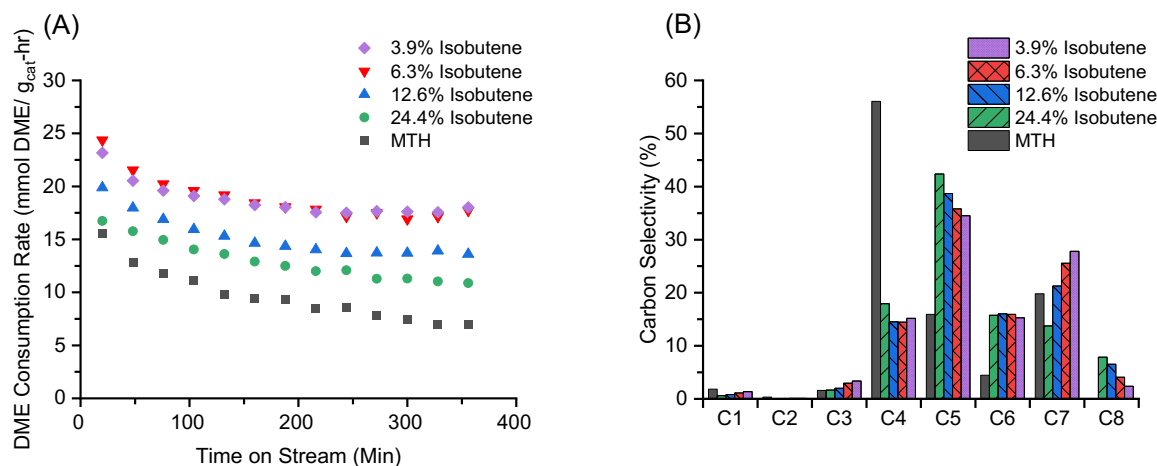 (A)
3.9% Isobutene
6.3% Isobutene
12.6% Isobutene
24.4% Isobutene
MTH
DME Consumption Rate (mmol DME/ gcat-hr)
30
25
20
15
10
5
0
0 100 200 300 400
Time on Stream (Min)
(B)
3.9% Isobutene
6.3% Isobutene
12.6% Isobutene
24.4% Isobutene
MTH
Carbon Selectivity (%)
60
50
40
30
20
10
0
C1 C2 C3 C4 C5 C6 C7 C8